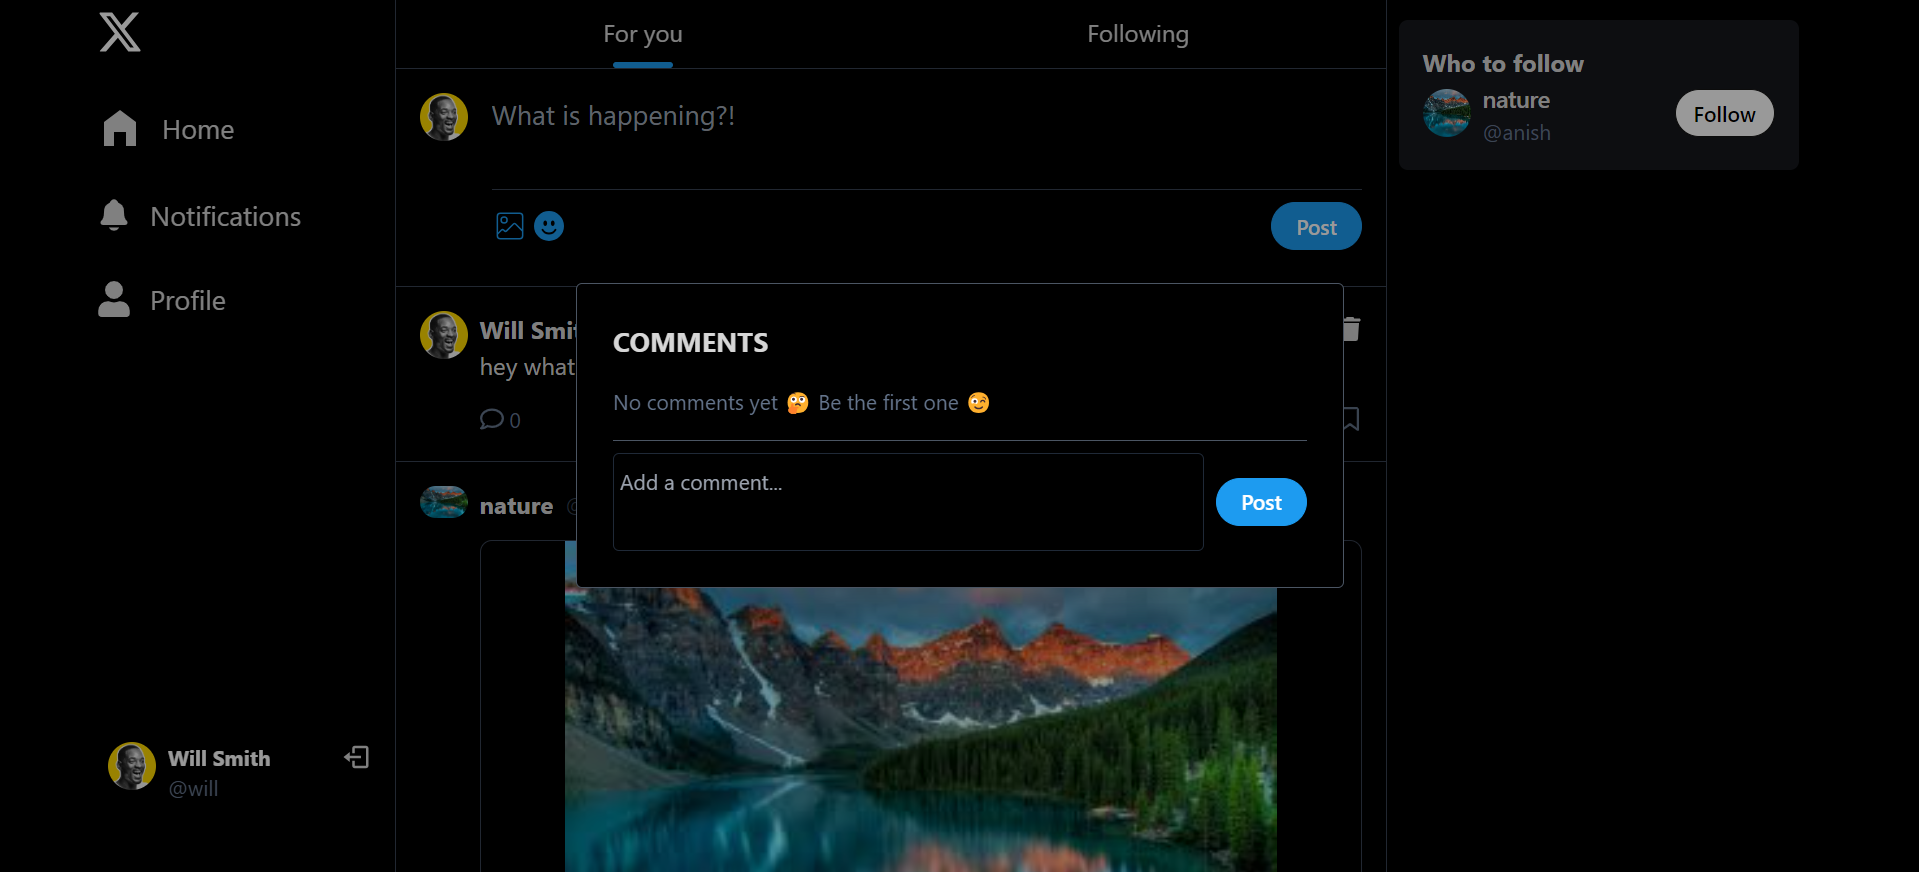 Home
Notifications
Profile
Will Smith
@will
For you
Following
What is happening?!
Post
Will Smit
hey what
0
nature @
COMMENTS
No comments yet 🤔 Be the first one 😉
Add a comment...
Post
Who to follow
nature
@anish
Follow